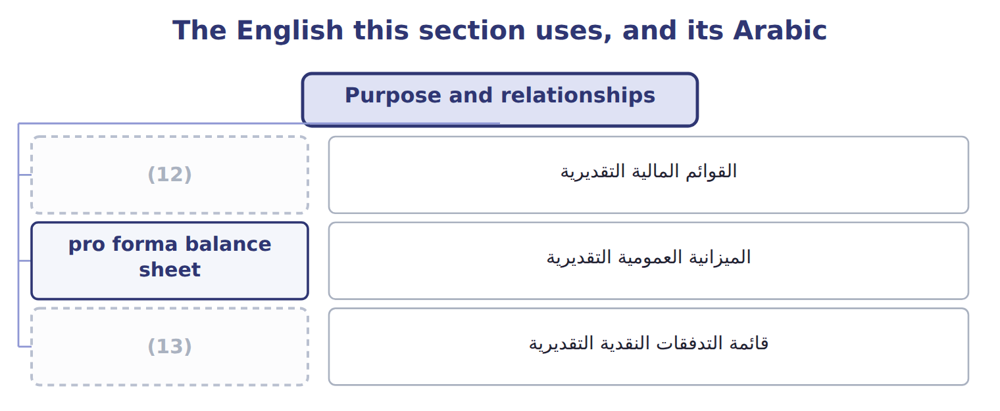 The English this section uses, and its Arabic
Purpose and relationships
(12)
القوائم المالية التقديرية
pro forma balance
sheet
الميزانية العمومية التقديرية
(13)
قائمة التدفقات النقدية التقديرية